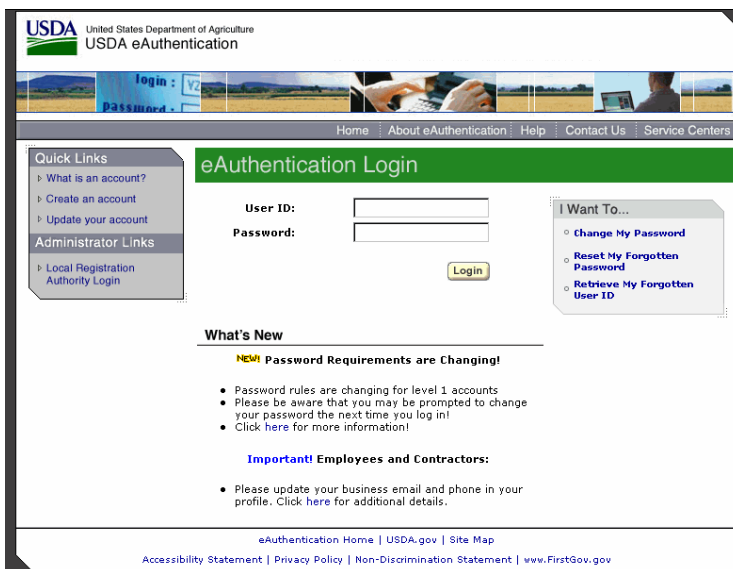 USDA
United States Department of Agriculture
USDA eAuthentication
login :
YZ
password :
Home
About eAuthentication
Help
Contact Us
Service Centers
Quick Links
What is an account?
Create an account
Update your account
Administrator Links
Local Registration
Authority Login
eAuthentication Login
User ID:
Password:
Login
I Want To...
Change My Password
Reset My Forgotten
Password
Retrieve My Forgotten
User ID
What's New
NEW! Password Requirements are Changing!
Password rules are changing for level 1 accounts
Please be aware that you may be prompted to change
your password the next time you log in!
Click here for more information!
Important! Employees and Contractors:
Please update your business email and phone in your
profile. Click here for additional details.
eAuthentication Home | USDA.gov | Site Map
Accessibility Statement | Privacy Policy | Non-Discrimination Statement | www.FirstGov.gov